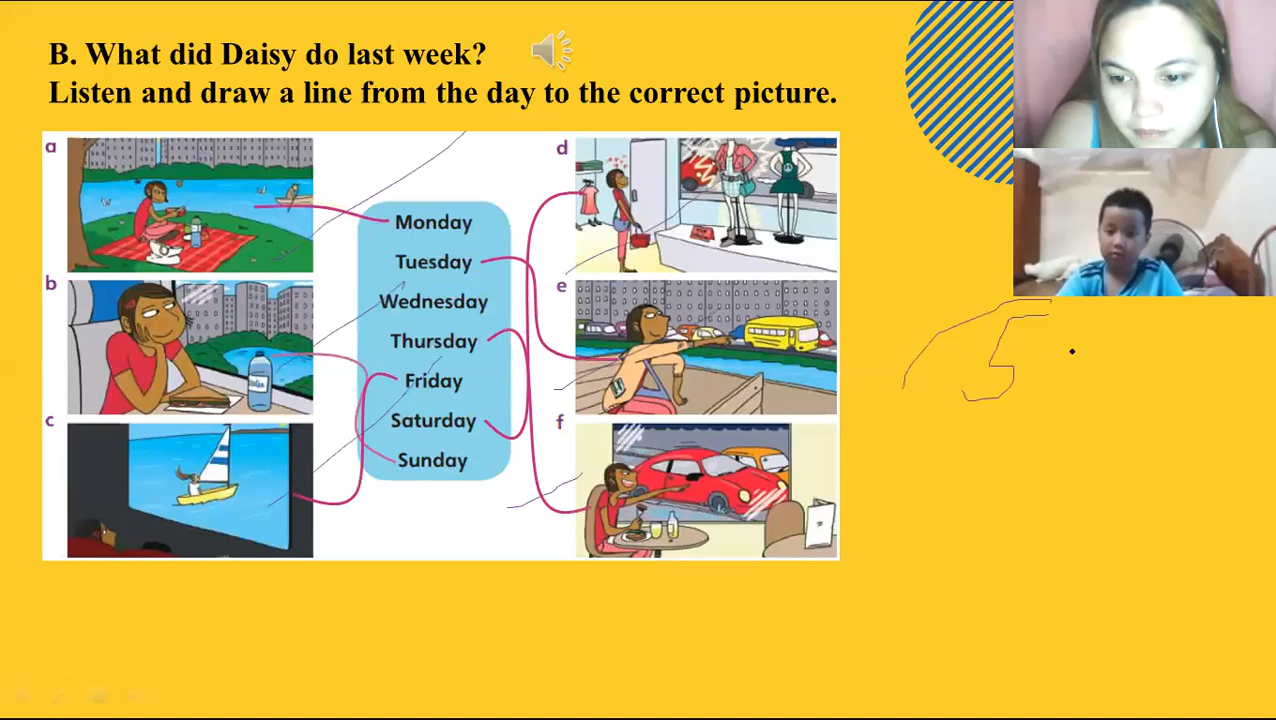 B. What did Daisy do last week?
Listen and draw a line from the day to the correct picture.
a
b
c
Monday
Tuesday
Wednesday
Thursday
Friday
Saturday
Sunday
d
e
f